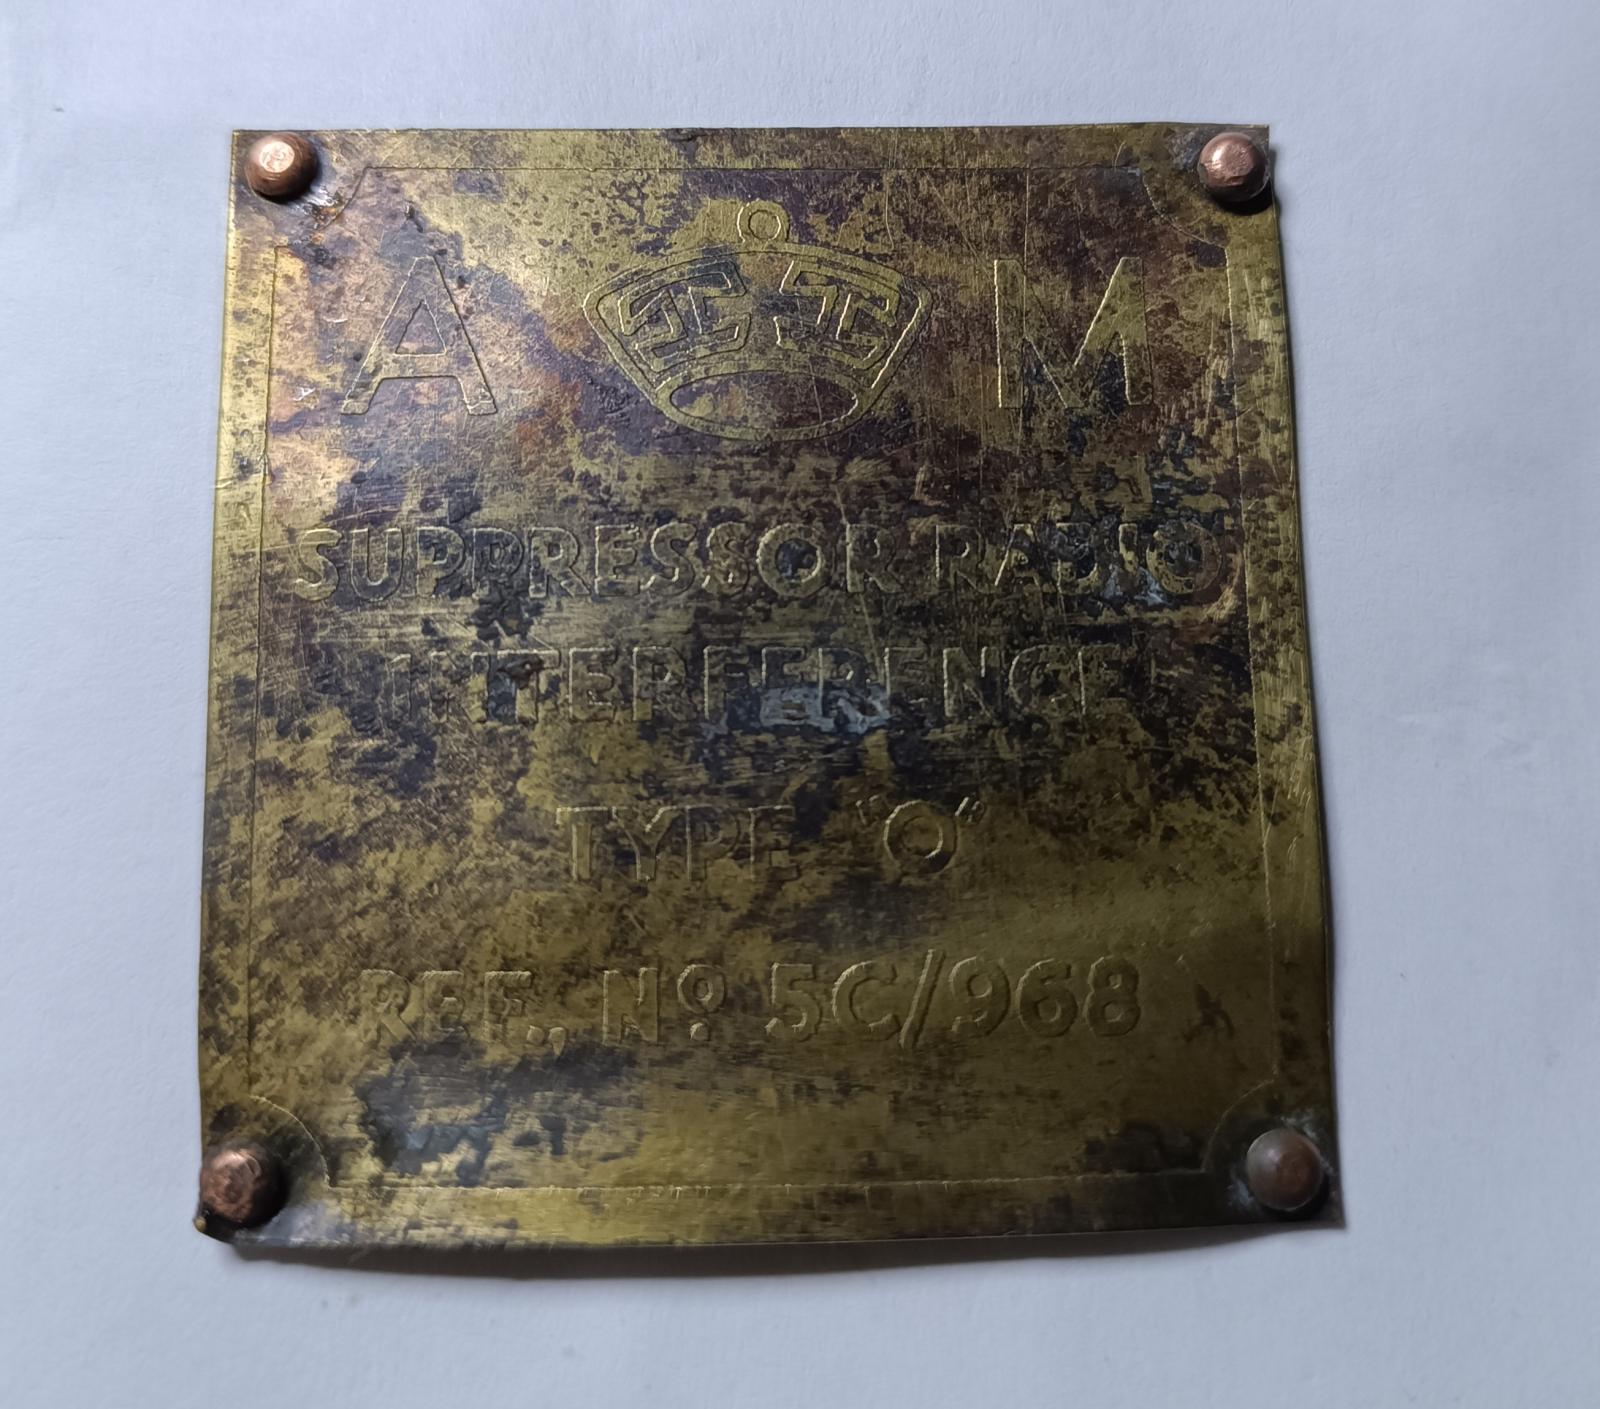 A M
SUPPRESSOR RADIO
INTERFERENCE
TYPE "O"
REF., Nº 5C/968